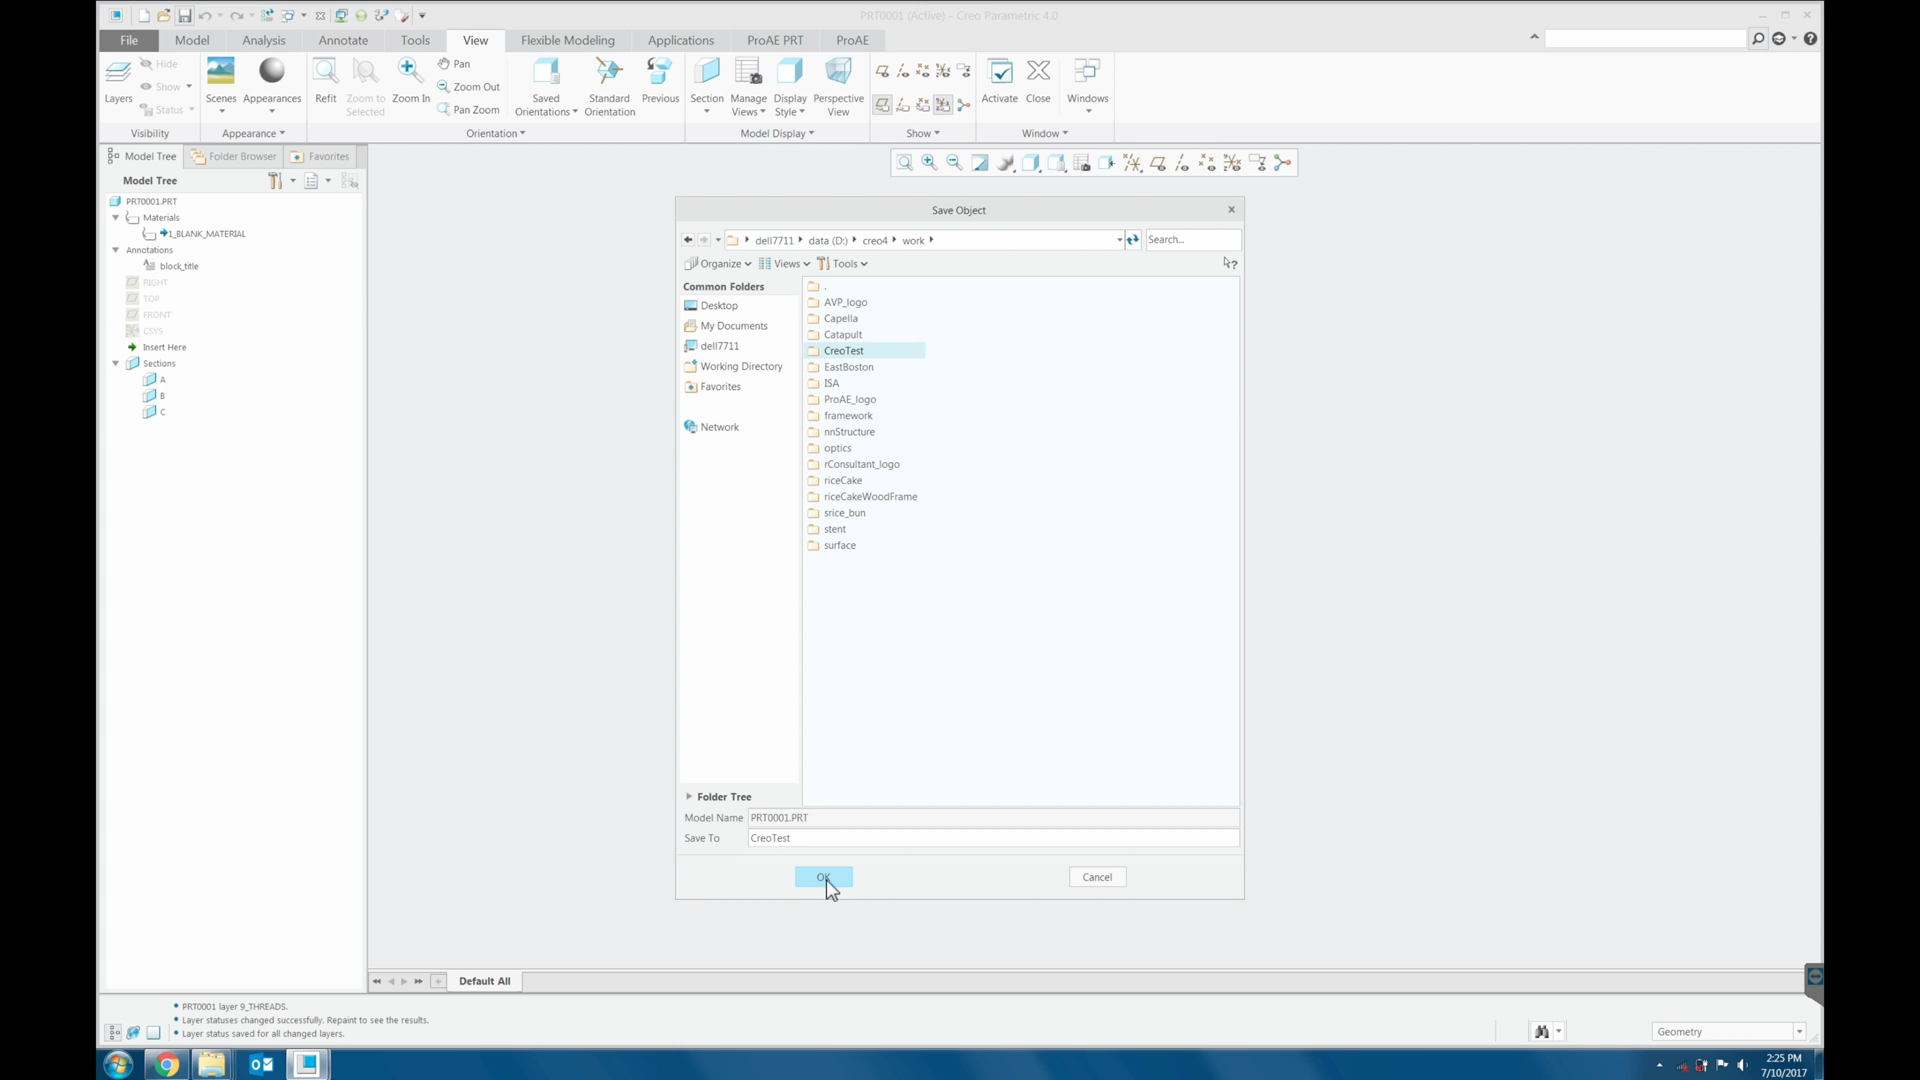 PRT0001 (Active) - Creo Parametric 4.0
File Model Analysis Annotate Tools View Flexible Modeling Applications ProAE PRT ProAE
Layers
Hide
Show
Status
Visibility
Scenes
Appearances
Appearance
Refit
Zoom to Selected
Zoom In
Pan
Zoom Out
Pan Zoom
Saved Orientations
Standard Orientation
Previous
Orientation
Section
Manage Views
Display Style
Perspective View
Model Display
Show
Activate
Close
Windows
Window
Model Tree Folder Browser Favorites
Model Tree
PRT0001.PRT
Materials
1_BLANK_MATERIAL
Annotations
block_title
RIGHT
TOP
FRONT
CSYS
Insert Here
Sections
A
B
C
Save Object
dell7711 data (D:) creo4 work
Search...
Organize Views Tools
Common Folders
Desktop
My Documents
dell7711
Working Directory
Favorites
Network
.
AVP_logo
Capella
Catapult
CreoTest
EastBoston
ISA
ProAE_logo
framework
nnStructure
optics
rConsultant_logo
riceCake
riceCakeWoodFrame
srice_bun
stent
surface
Folder Tree
Model Name PRT0001.PRT
Save To CreoTest
OK Cancel
Default All
PRT0001 layer 9_THREADS.
Layer statuses changed successfully. Repaint to see the results.
Layer status saved for all changed layers.
Geometry
2:25 PM
7/10/2017